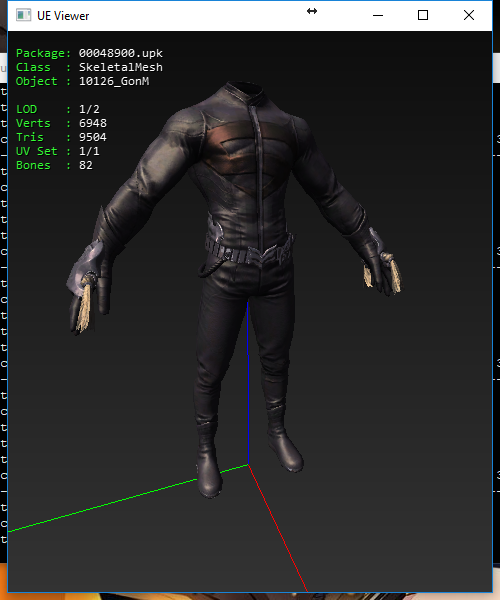 UE Viewer
Package: 00048900.upk
Class : SkeletalMesh
Object : 10126_GonM
LOD : 1/2
Verts : 6948
Tris : 9504
UV Set : 1/1
Bones : 82